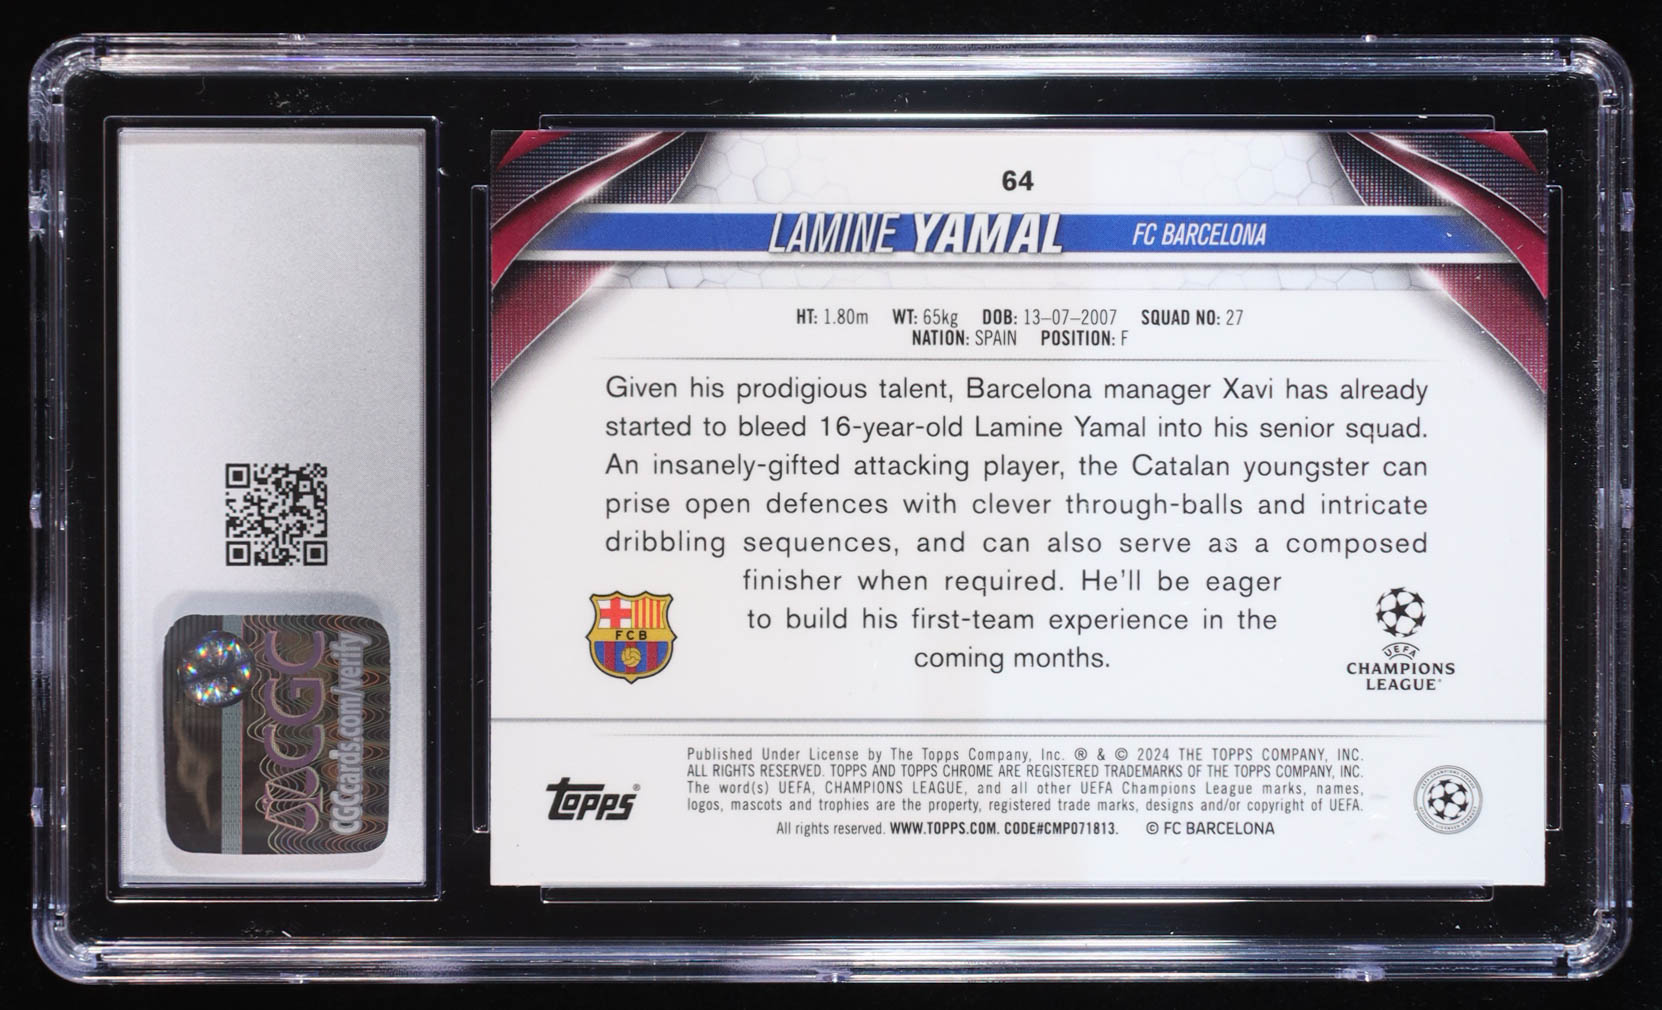 64
LAMINE YAMAL FC BARCELONA
HT: 1.80m WT: 65kg DOB: 13-07-2007 SQUAD NO: 27
NATION: SPAIN POSITION: F
Given his prodigious talent, Barcelona manager Xavi has already
started to bleed 16-year-old Lamine Yamal into his senior squad.
An insanely-gifted attacking player, the Catalan youngster can
prise open defences with clever through-balls and intricate
dribbling sequences, and can also serve as a composed
finisher when required. He'll be eager
to build his first-team experience in the
coming months.
FCB
UEFA
CHAMPIONS
LEAGUE®
topps®
Published Under License by The Topps Company, Inc. ® & © 2024 THE TOPPS COMPANY, INC.
ALL RIGHTS RESERVED. TOPPS AND TOPPS CHROME ARE REGISTERED TRADEMARKS OF THE TOPPS COMPANY, INC.
The word(s) UEFA, CHAMPIONS LEAGUE, and all other UEFA Champions League marks, names,
logos, mascots and trophies are the property, registered trade marks, designs and/or copyright of UEFA.
All rights reserved. WWW.TOPPS.COM. CODE#CMP071813. © FC BARCELONA
CGC
CGCcards.com/verify